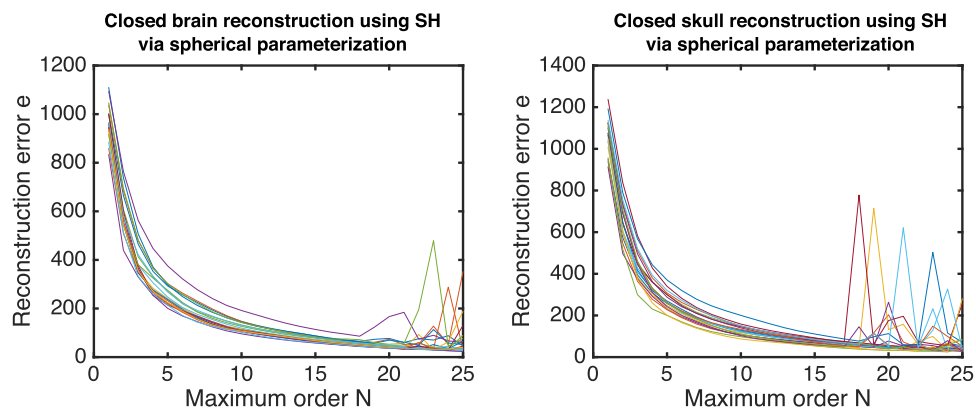 Closed brain reconstruction using SH
via spherical parameterization
1200
1000
800
600
400
200
0
Reconstruction error e
0 5 10 15 20 25
Maximum order N
Closed skull reconstruction using SH
via spherical parameterization
1400
1200
1000
800
600
400
200
0
Reconstruction error e
0 5 10 15 20 25
Maximum order N